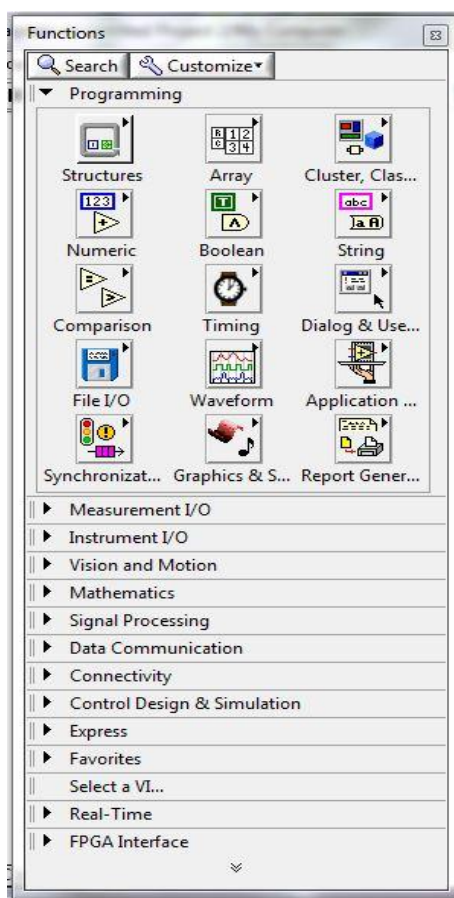 Functions
Search Customize
Programming
Structures Array Cluster, Clas...
Numeric Boolean String
Comparison Timing Dialog & Use...
File I/O Waveform Application ...
Synchronizat... Graphics & S... Report Gener...
Measurement I/O
Instrument I/O
Vision and Motion
Mathematics
Signal Processing
Data Communication
Connectivity
Control Design & Simulation
Express
Favorites
Select a VI...
Real-Time
FPGA Interface